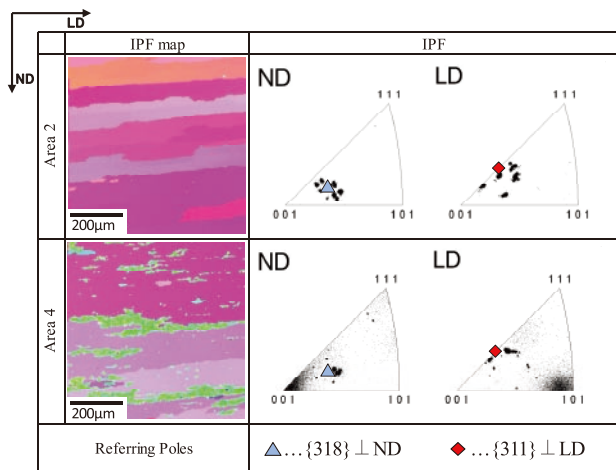 LD
ND
IPF map
IPF
Area 2
200μm
ND
111
001
101
LD
111
001
101
Area 4
200μm
ND
111
001
101
LD
111
001
101
Referring Poles
...{318} ⊥ ND
...{311} ⊥ LD